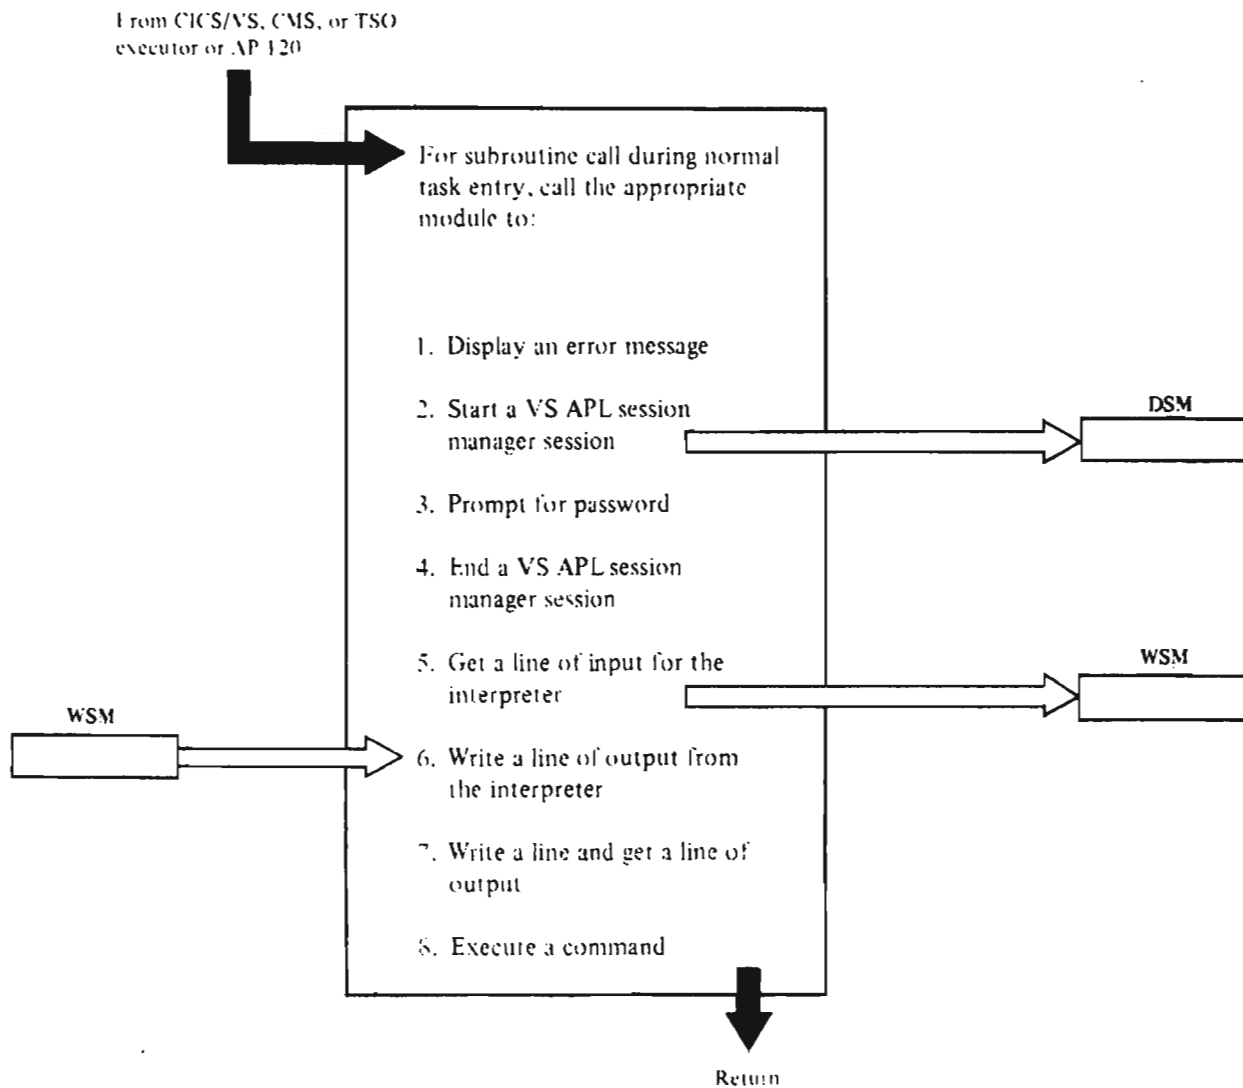 From CICS/VS, CMS, or TSO
executor or AP 120
For subroutine call during normal
task entry, call the appropriate
module to:
1. Display an error message
2. Start a VS APL session
manager session
DSM
3. Prompt for password
4. End a VS APL session
manager session
5. Get a line of input for the
interpreter
WSM
WSM
6. Write a line of output from
the interpreter
7. Write a line and get a line of
output
8. Execute a command
Return